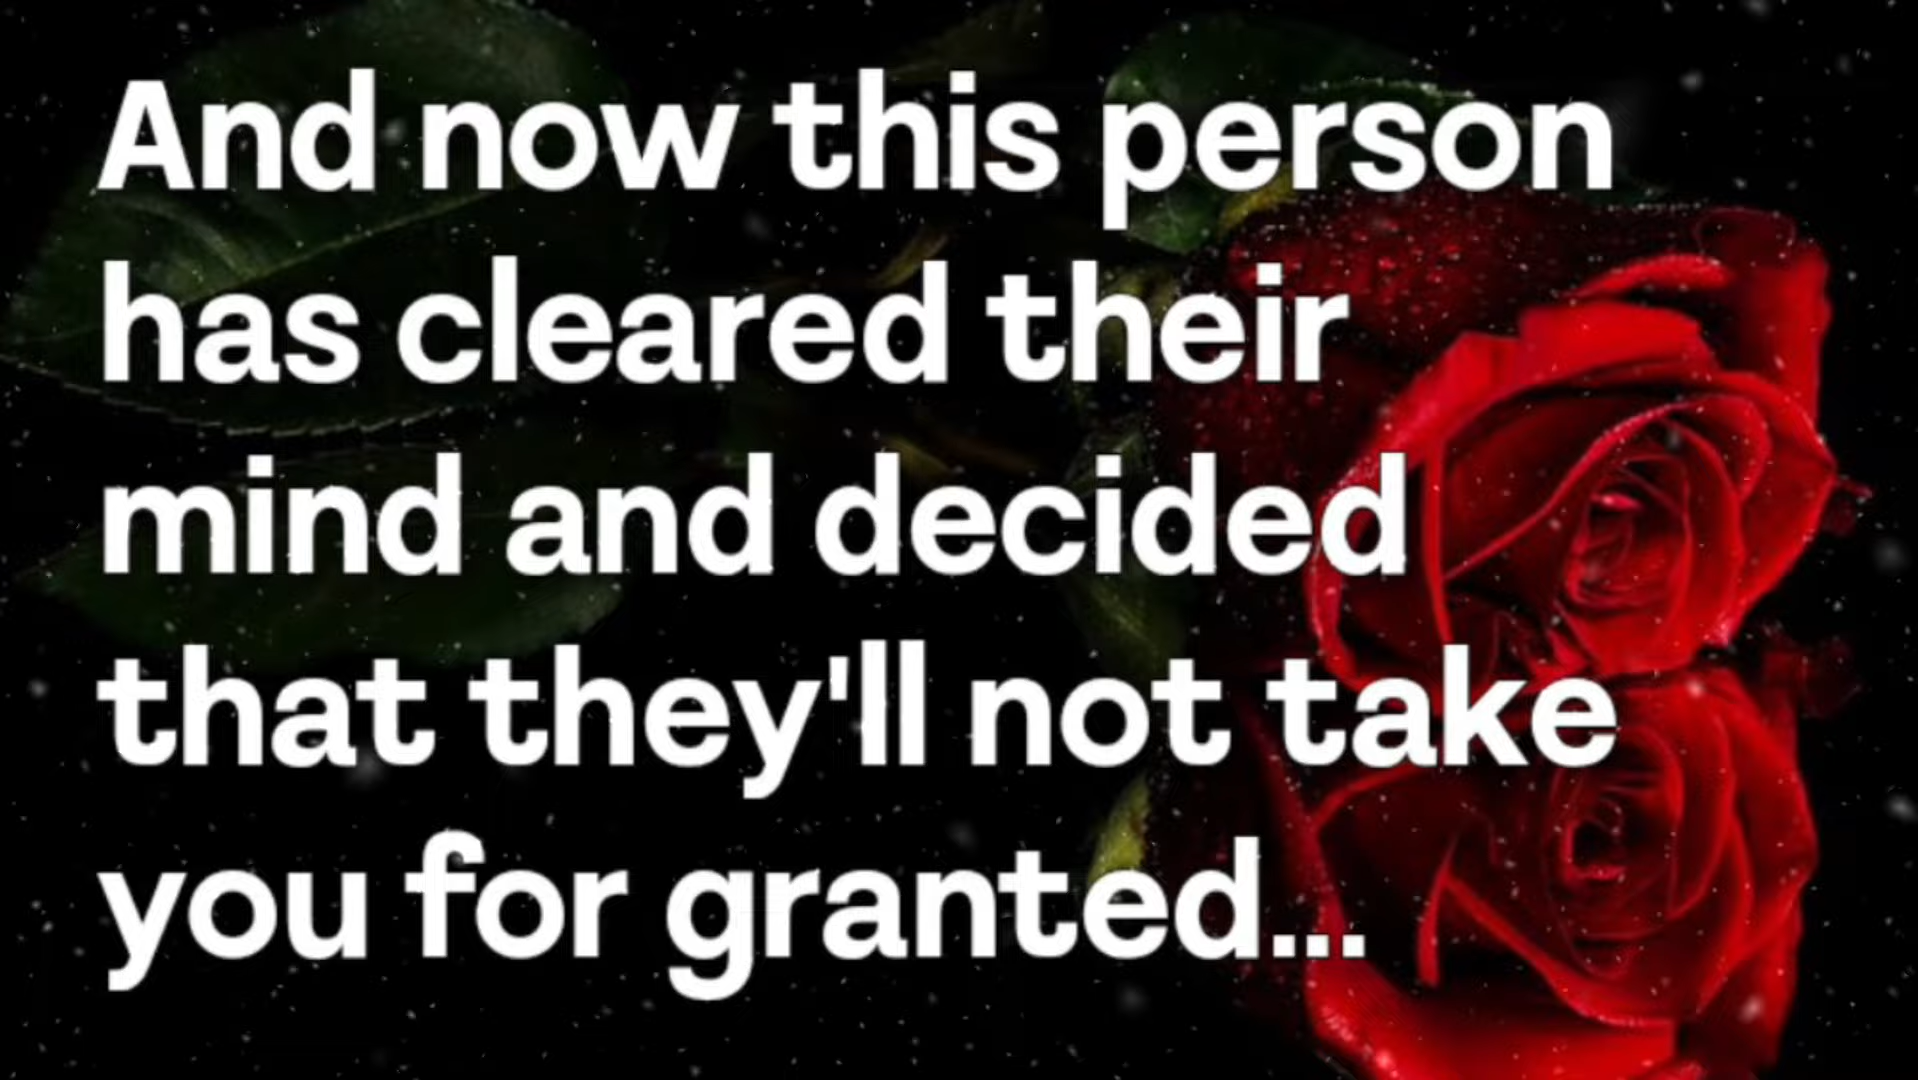 And now this person
has cleared their
mind and decided
that they'll not take
you for granted...